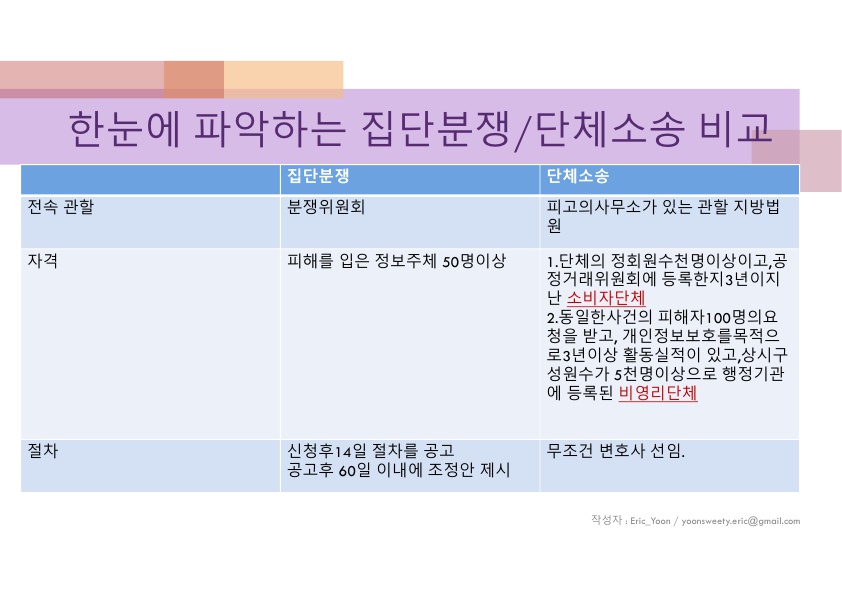 한눈에 파악하는 집단분쟁/단체소송 비교
집단분쟁
단체소송
전속 관할
분쟁위원회
피고의사무소가 있는 관할 지방법
원
자격
피해를 입은 정보주체 50명이상
1.단체의 정회원수천명이상이고,공
정거래위원회에 등록한지3년이지
난 소비자단체
2.동일한사건의 피해자100명의요
청을 받고, 개인정보보호를목적으
로3년이상 활동실적이 있고,상시구
성원수가 5천명이상으로 행정기관
에 등록된 비영리단체
절차
신청후14일 절차를 공고
공고후 60일 이내에 조정안 제시
무조건 변호사 선임.
작성자 : Eric_Yoon / yoonsweety.eric@gmail.com